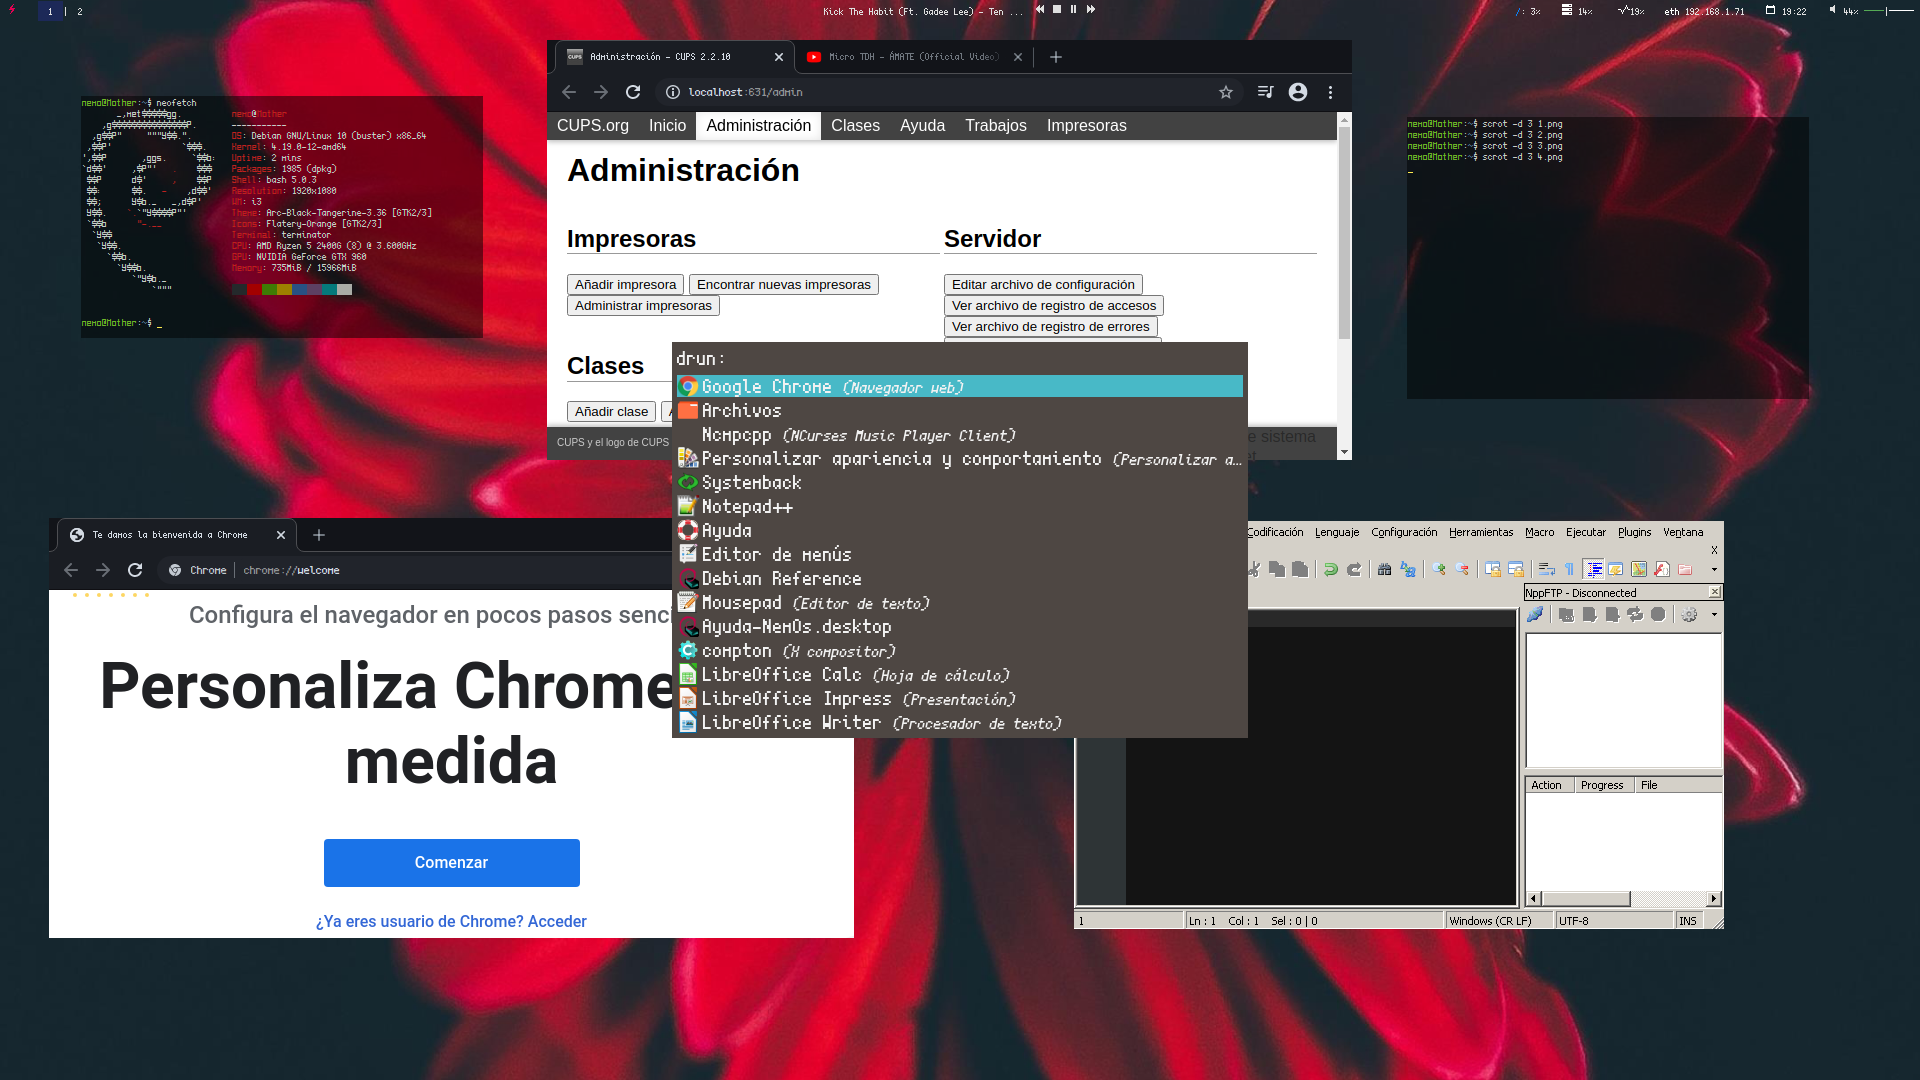 1 | 2
Kick The Habit (Ft. Gadee Lee) - Ten ...
/: 3%
14%
19%
eth 192.168.1.71
19:22
44%
nemo@Mother:~$ neofetch
nemo@Mother
-----------
OS: Debian GNU/Linux 10 (buster) x86_64
Kernel: 4.19.0-12-amd64
Uptime: 2 mins
Packages: 1985 (dpkg)
Shell: bash 5.0.3
Resolution: 1920x1080
WM: i3
Theme: Arc-Black-Tangerine-3.36 [GTK2/3]
Icons: Flatery-Orange [GTK2/3]
Terminal: terminator
CPU: AMD Ryzen 5 2400G (8) @ 3.600GHz
GPU: NVIDIA GeForce GTX 960
Memory: 735MiB / 15966MiB
nemo@Mother:~$ _
Administración - CUPS 2.2.10
Micro TDH - ÁMATE (Official Video)
localhost:631/admin
CUPS.org Inicio Administración Clases Ayuda Trabajos Impresoras
Administración
Impresoras
Añadir impresora Encontrar nuevas impresoras
Administrar impresoras
Servidor
Editar archivo de configuración
Ver archivo de registro de accesos
Ver archivo de registro de errores
Clases
Añadir clase
CUPS y el logo de CUPS
e sistema
nemo@Mother:~$ scrot -d 3 1.png
nemo@Mother:~$ scrot -d 3 2.png
nemo@Mother:~$ scrot -d 3 3.png
nemo@Mother:~$ scrot -d 3 4.png
drun:
Google Chrome (Navegador web)
Archivos
Ncmpcpp (NCurses Music Player Client)
Personalizar apariencia y comportamiento (Personalizar a…
Systemback
Notepad++
Ayuda
Editor de menús
Debian Reference
Mousepad (Editor de texto)
Ayuda-NemOs.desktop
compton (X compositor)
LibreOffice Calc (Hoja de cálculo)
LibreOffice Impress (Presentación)
LibreOffice Writer (Procesador de texto)
Te damos la bienvenida a Chrome
Chrome | chrome://welcome
Configura el navegador en pocos pasos senci
Personaliza Chrome
medida
Comenzar
¿Ya eres usuario de Chrome? Acceder
Codificación Lenguaje Configuración Herramientas Macro Ejecutar Plugins Ventana
X
NppFTP - Disconnected
Action Progress File
1 Ln : 1 Col : 1 Sel : 0 | 0 Windows (CR LF) UTF-8 INS